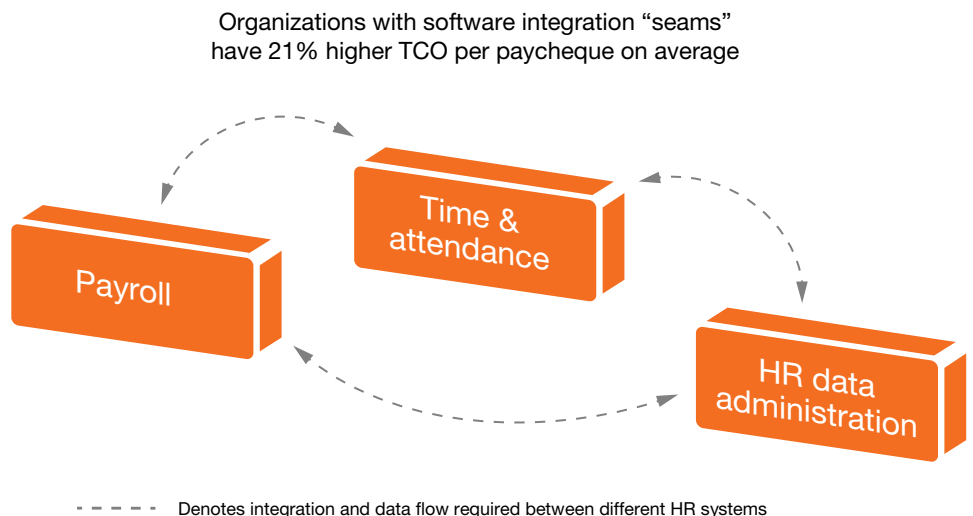 Organizations with software integration “seams”
have 21% higher TCO per paycheque on average
Time &
attendance
Payroll
HR data
administration
Denotes integration and data flow required between different HR systems